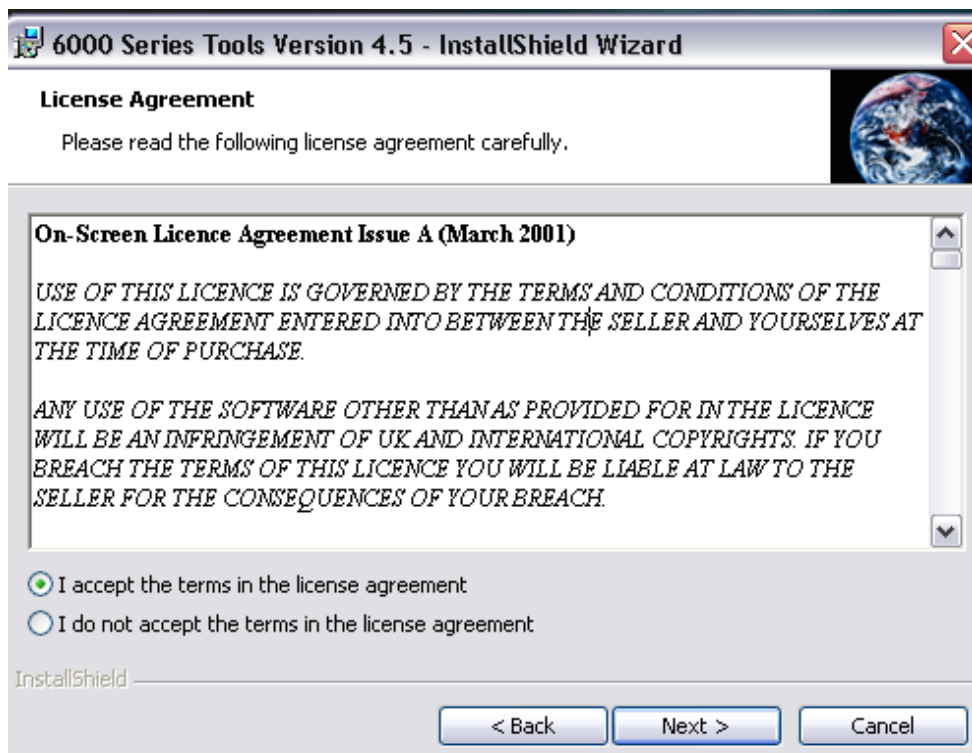 6000 Series Tools Version 4.5 - InstallShield Wizard
License Agreement
Please read the following license agreement carefully.
On-Screen Licence Agreement Issue A (March 2001)
USE OF THIS LICENCE IS GOVERNED BY THE TERMS AND CONDITIONS OF THE
LICENCE AGREEMENT ENTERED INTO BETWEEN THE SELLER AND YOURSELVES AT
THE TIME OF PURCHASE.
ANY USE OF THE SOFTWARE OTHER THAN AS PROVIDED FOR IN THE LICENCE
WILL BE AN INFRINGEMENT OF UK AND INTERNATIONAL COPYRIGHTS. IF YOU
BREACH THE TERMS OF THIS LICENCE YOU WILL BE LIABLE AT LAW TO THE
SELLER FOR THE CONSEQUENCES OF YOUR BREACH.
I accept the terms in the license agreement
I do not accept the terms in the license agreement
InstallShield
< Back
Next >
Cancel